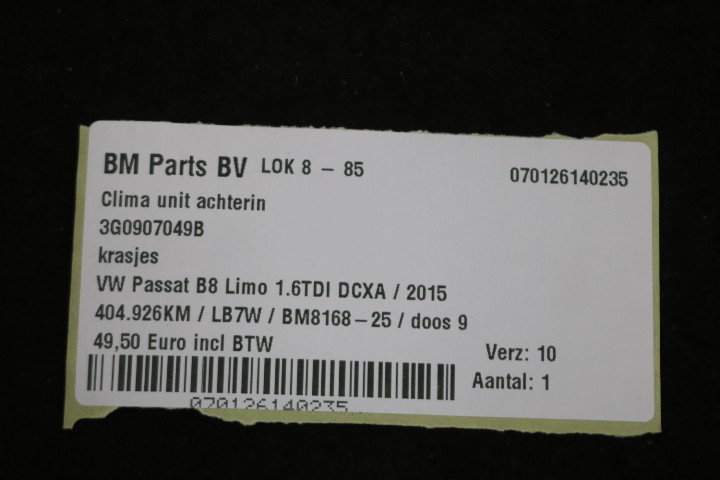 BM Parts BV LOK 8 – 85 070126140235
Clima unit achterin
3G0907049B
krasjes
VW Passat B8 Limo 1.6TDI DCXA / 2015
404.926KM / LB7W / BM8168–25 / doos 9
49,50 Euro incl BTW Verz: 10
Aantal: 1
070126140235